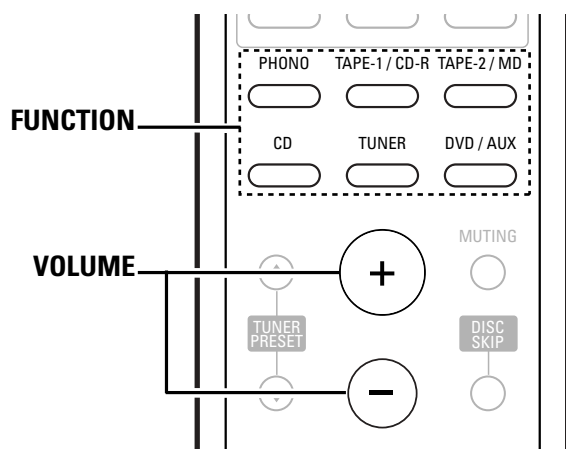 PHONO TAPE-1 / CD-R TAPE-2 / MD
FUNCTION
CD TUNER DVD / AUX
MUTING
VOLUME
+
TUNER
PRESET
DISC
SKIP
−